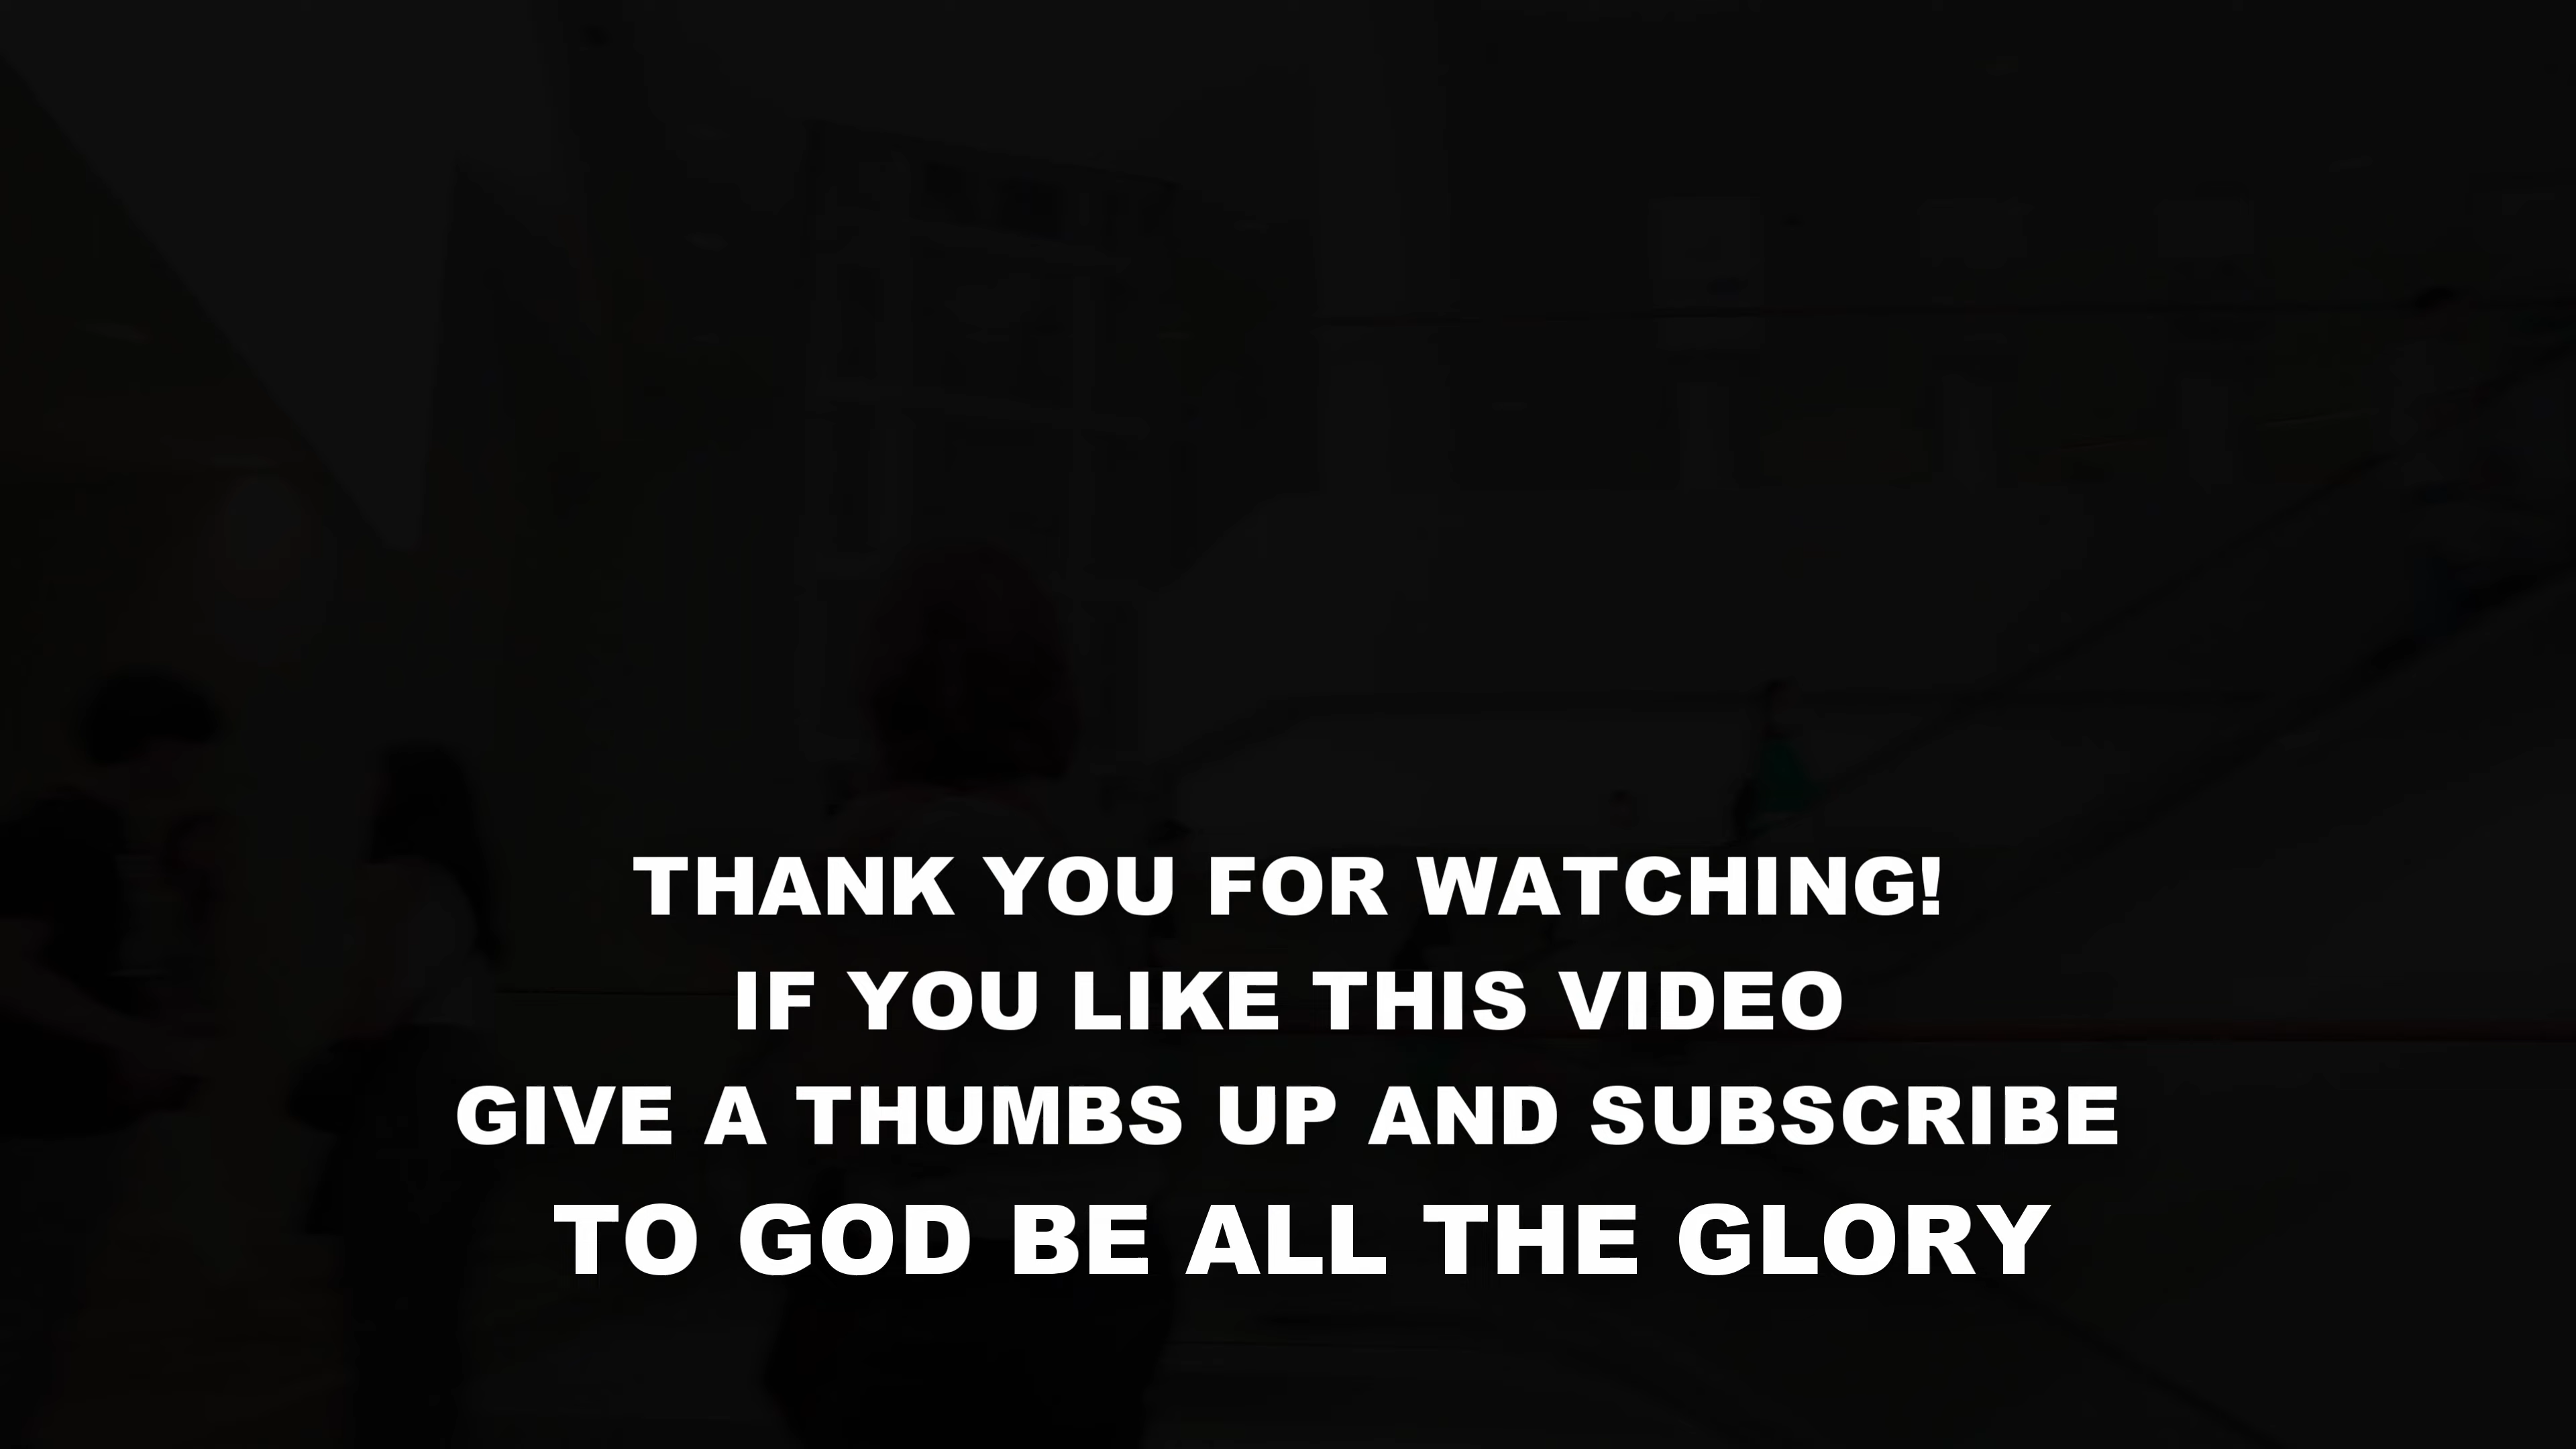 THANK YOU FOR WATCHING!
IF YOU LIKE THIS VIDEO
GIVE A THUMBS UP AND SUBSCRIBE
TO GOD BE ALL THE GLORY